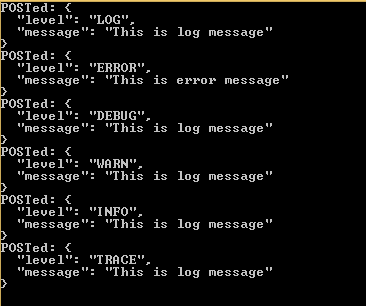 POSTed: {
  "level": "LOG",
  "message": "This is log message"
}
POSTed: {
  "level": "ERROR",
  "message": "This is error message"
}
POSTed: {
  "level": "DEBUG",
  "message": "This is log message"
}
POSTed: {
  "level": "WARN",
  "message": "This is log message"
}
POSTed: {
  "level": "INFO",
  "message": "This is log message"
}
POSTed: {
  "level": "TRACE",
  "message": "This is log message"
}